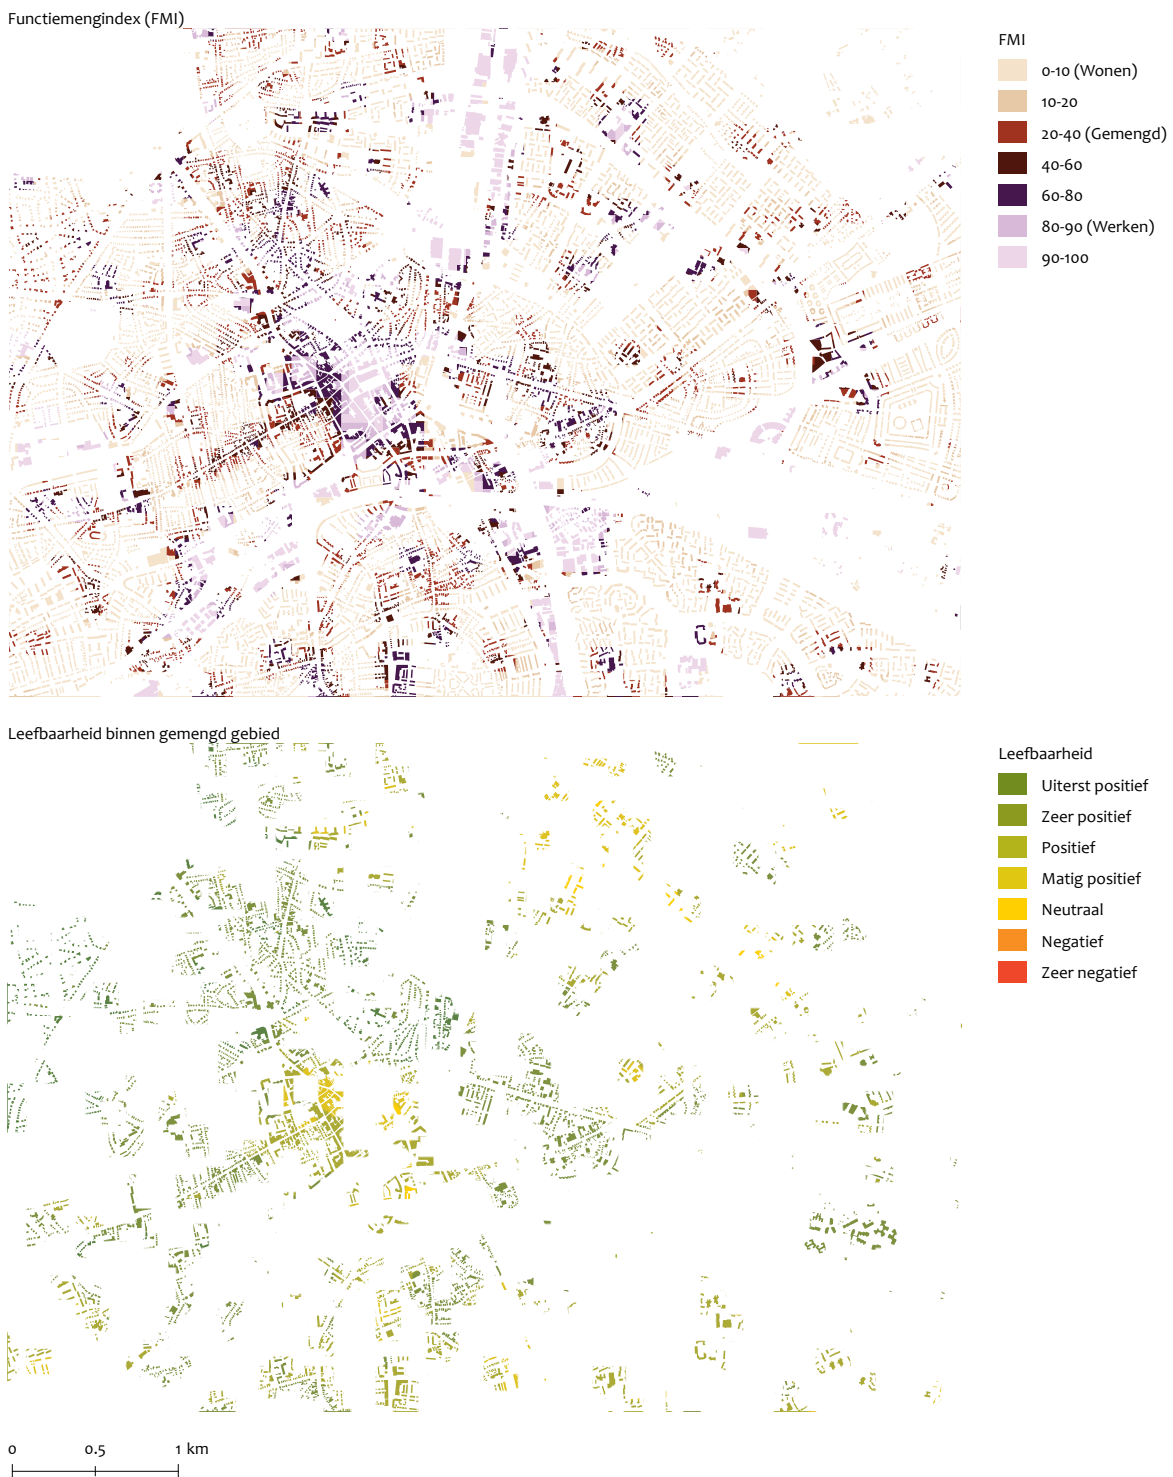 Functiemengindex (FMI)
FMI
0-10 (Wonen)
10-20
20-40 (Gemengd)
40-60
60-80
80-90 (Werken)
90-100
Leefbaarheid binnen gemengd gebied
Leefbaarheid
Uiterst positief
Zeer positief
Positief
Matig positief
Neutraal
Negatief
Zeer negatief
0 0.5 1 km